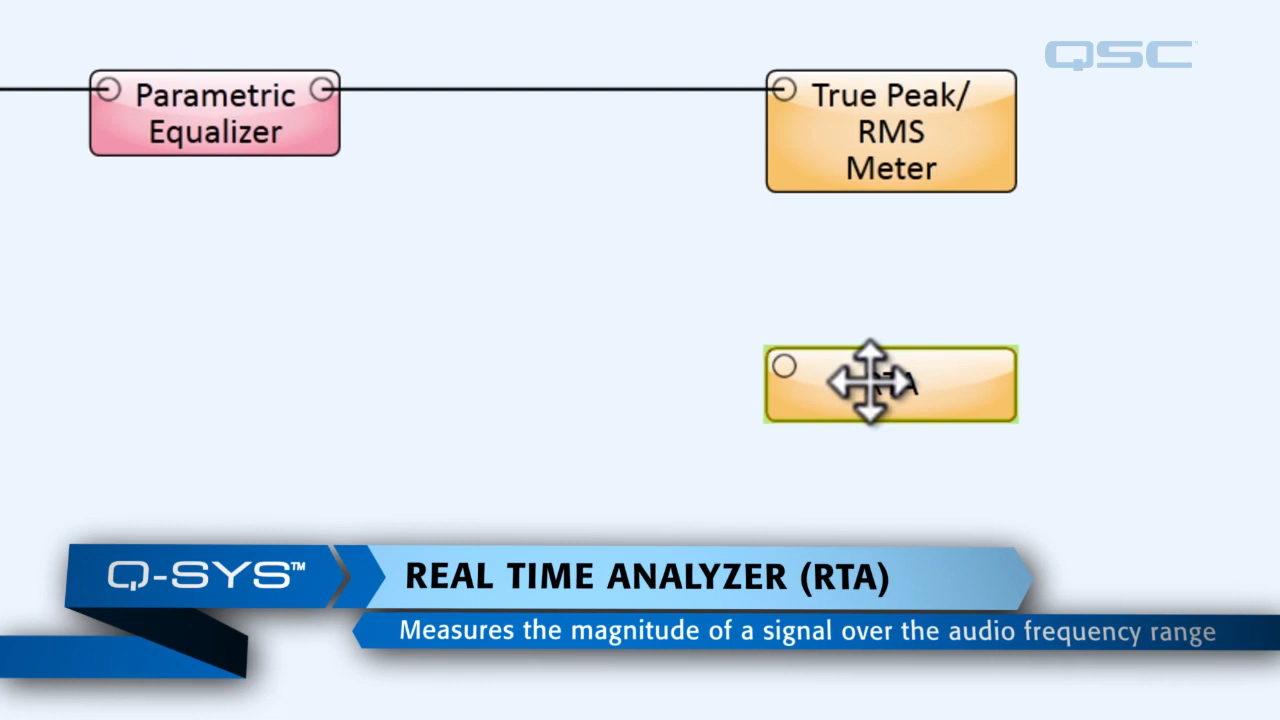 QSC
Parametric
Equalizer
True Peak/
RMS
Meter
RTA
Q-SYS™
REAL TIME ANALYZER (RTA)
Measures the magnitude of a signal over the audio frequency range